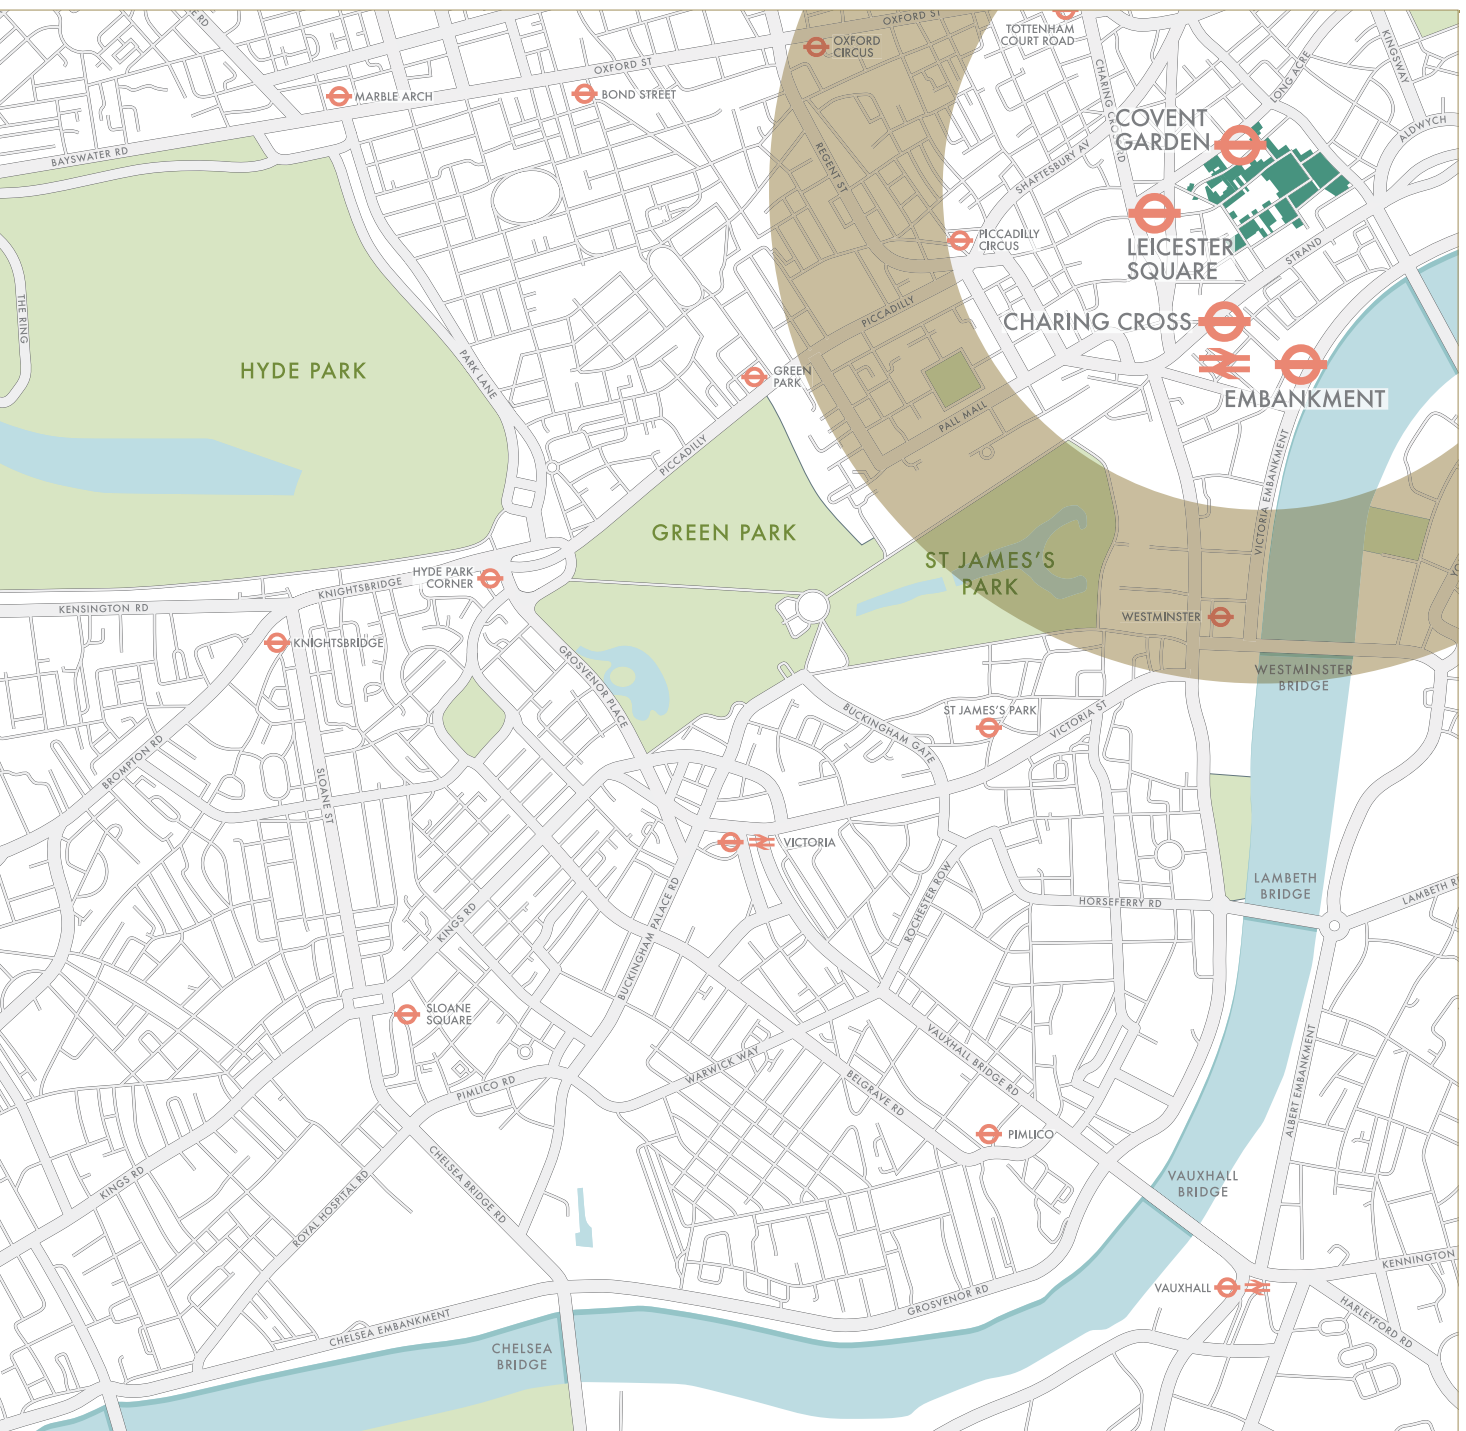 OXFORD ST
TOTTENHAM
COURT ROAD
OXFORD
CIRCUS
KINGSWAY
OXFORD ST
MARBLE ARCH
BOND STREET
CHARING CROSS RD
LONG ACRE
COVENT
GARDEN
ALDWYCH
BAYSWATER RD
REGENT ST
SHAFTESBURY AV
PICCADILLY
CIRCUS
LEICESTER
SQUARE
STRAND
THE RING
PICCADILLY
CHARING CROSS
HYDE PARK
PARK LANE
GREEN
PARK
EMBANKMENT
PALL MALL
PICCADILLY
VICTORIA EMBANKMENT
GREEN PARK
ST JAMES'S
PARK
HYDE PARK
CORNER
KNIGHTSBRIDGE
KENSINGTON RD
WESTMINSTER
KNIGHTSBRIDGE
GROSVENOR PLACE
WESTMINSTER
BRIDGE
ST JAMES'S PARK
BUCKINGHAM GATE
VICTORIA ST
BROMPTON RD
SLOANE ST
VICTORIA
LAMBETH
BRIDGE
LAMBETH R
HORSEFERRY RD
ROCHESTER ROW
KINGS RD
BUCKINGHAM PALACE RD
SLOANE
SQUARE
VAUXHALL BRIDGE RD
WARWICK WAY
PIMLICO RD
BELGRAVE RD
ALBERT EMBANKMENT
PIMLICO
KINGS RD
CHELSEA BRIDGE RD
ROYAL HOSPITAL RD
VAUXHALL
BRIDGE
KENNINGTON
VAUXHALL
GROSVENOR RD
HARLEYFORD RD
CHELSEA EMBANKMENT
CHELSEA
BRIDGE